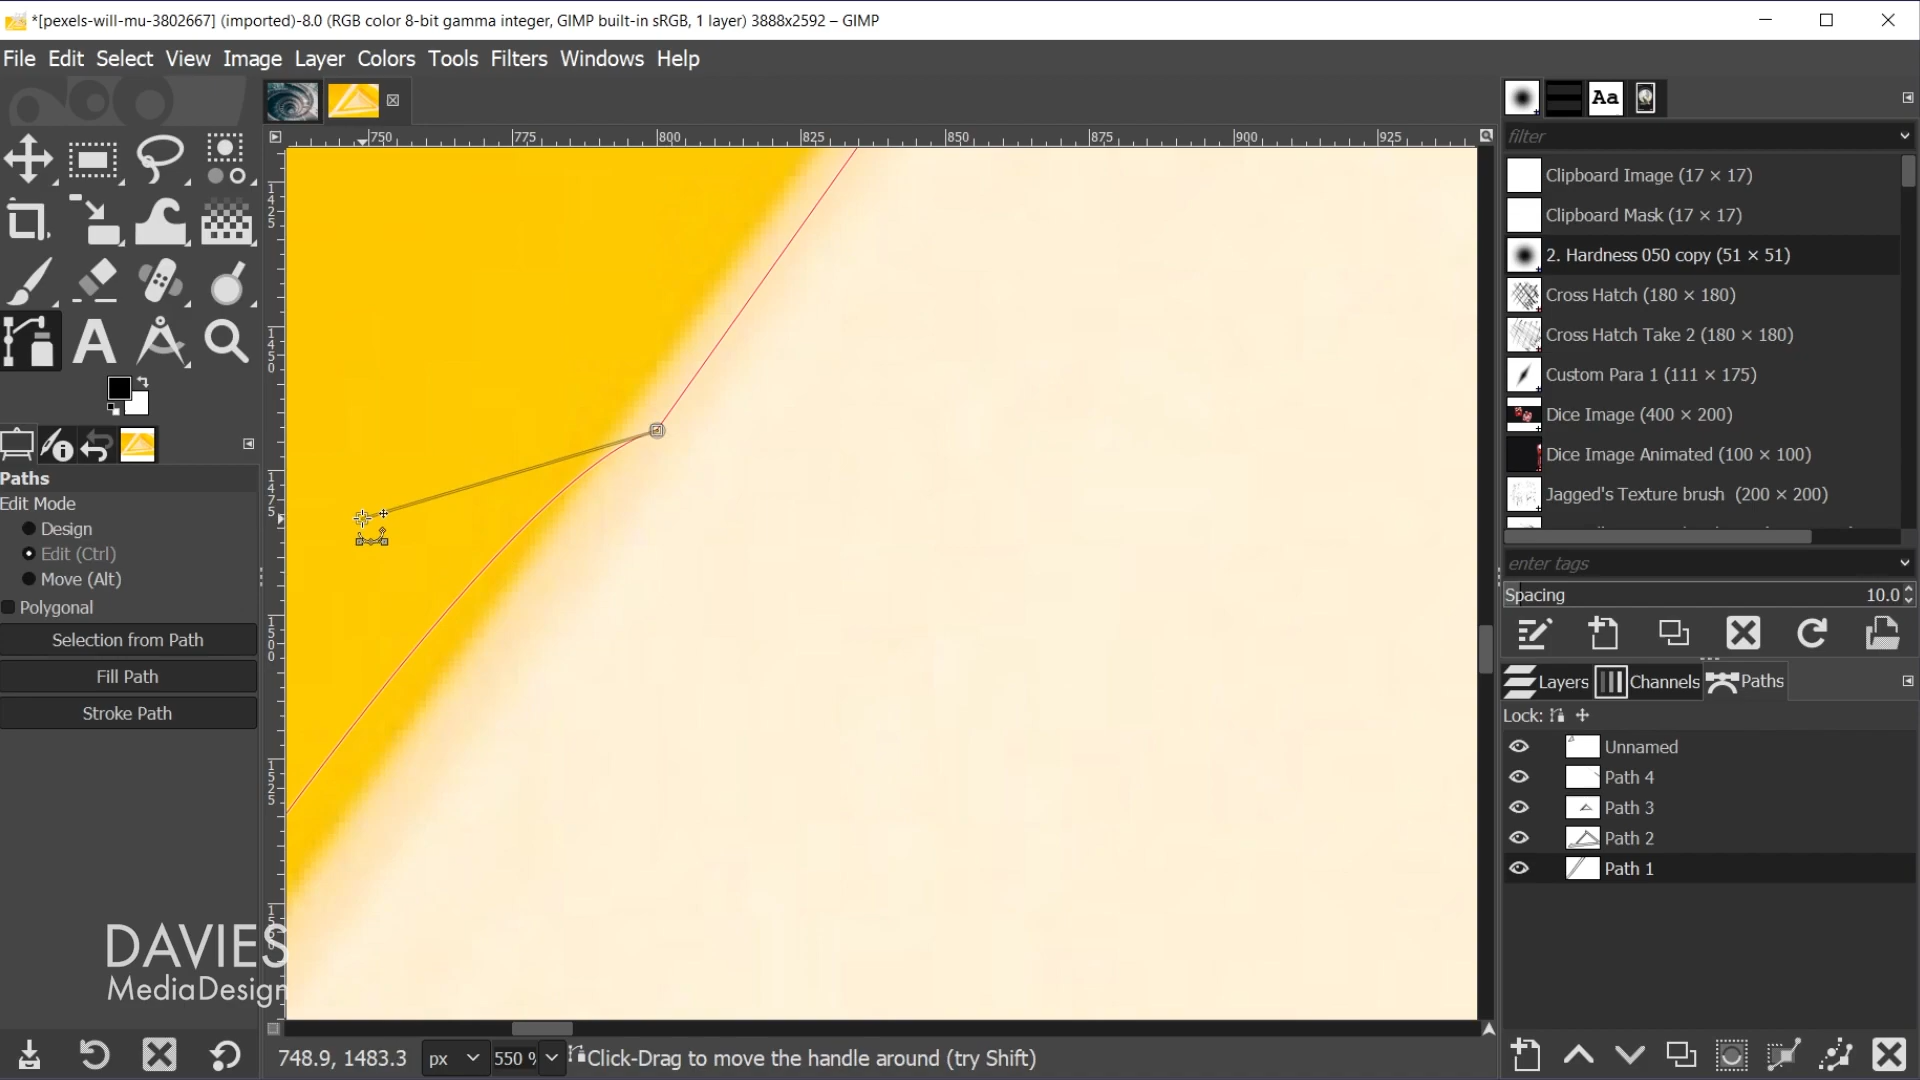 *[pexels-will-mu-3802667] (imported)-8.0 (RGB color 8-bit gamma integer, GIMP built-in sRGB, 1 layer) 3888x2592 – GIMP
File Edit Select View Image Layer Colors Tools Filters Windows Help
750 775 800 825 850 875 900 925
1425
1450
1475
1500
1525
Paths
Edit Mode
Design
Edit (Ctrl)
Move (Alt)
Polygonal
Selection from Path
Fill Path
Stroke Path
DAVIES
MediaDesign
748.9, 1483.3 px 550 % Click-Drag to move the handle around (try Shift)
Aa
filter
Clipboard Image (17 × 17)
Clipboard Mask (17 × 17)
2. Hardness 050 copy (51 × 51)
Cross Hatch (180 × 180)
Cross Hatch Take 2 (180 × 180)
Custom Para 1 (111 × 175)
Dice Image (400 × 200)
Dice Image Animated (100 × 100)
Jagged's Texture brush (200 × 200)
enter tags
Spacing 10.0
Layers Channels Paths
Lock:
Unnamed
Path 4
Path 3
Path 2
Path 1